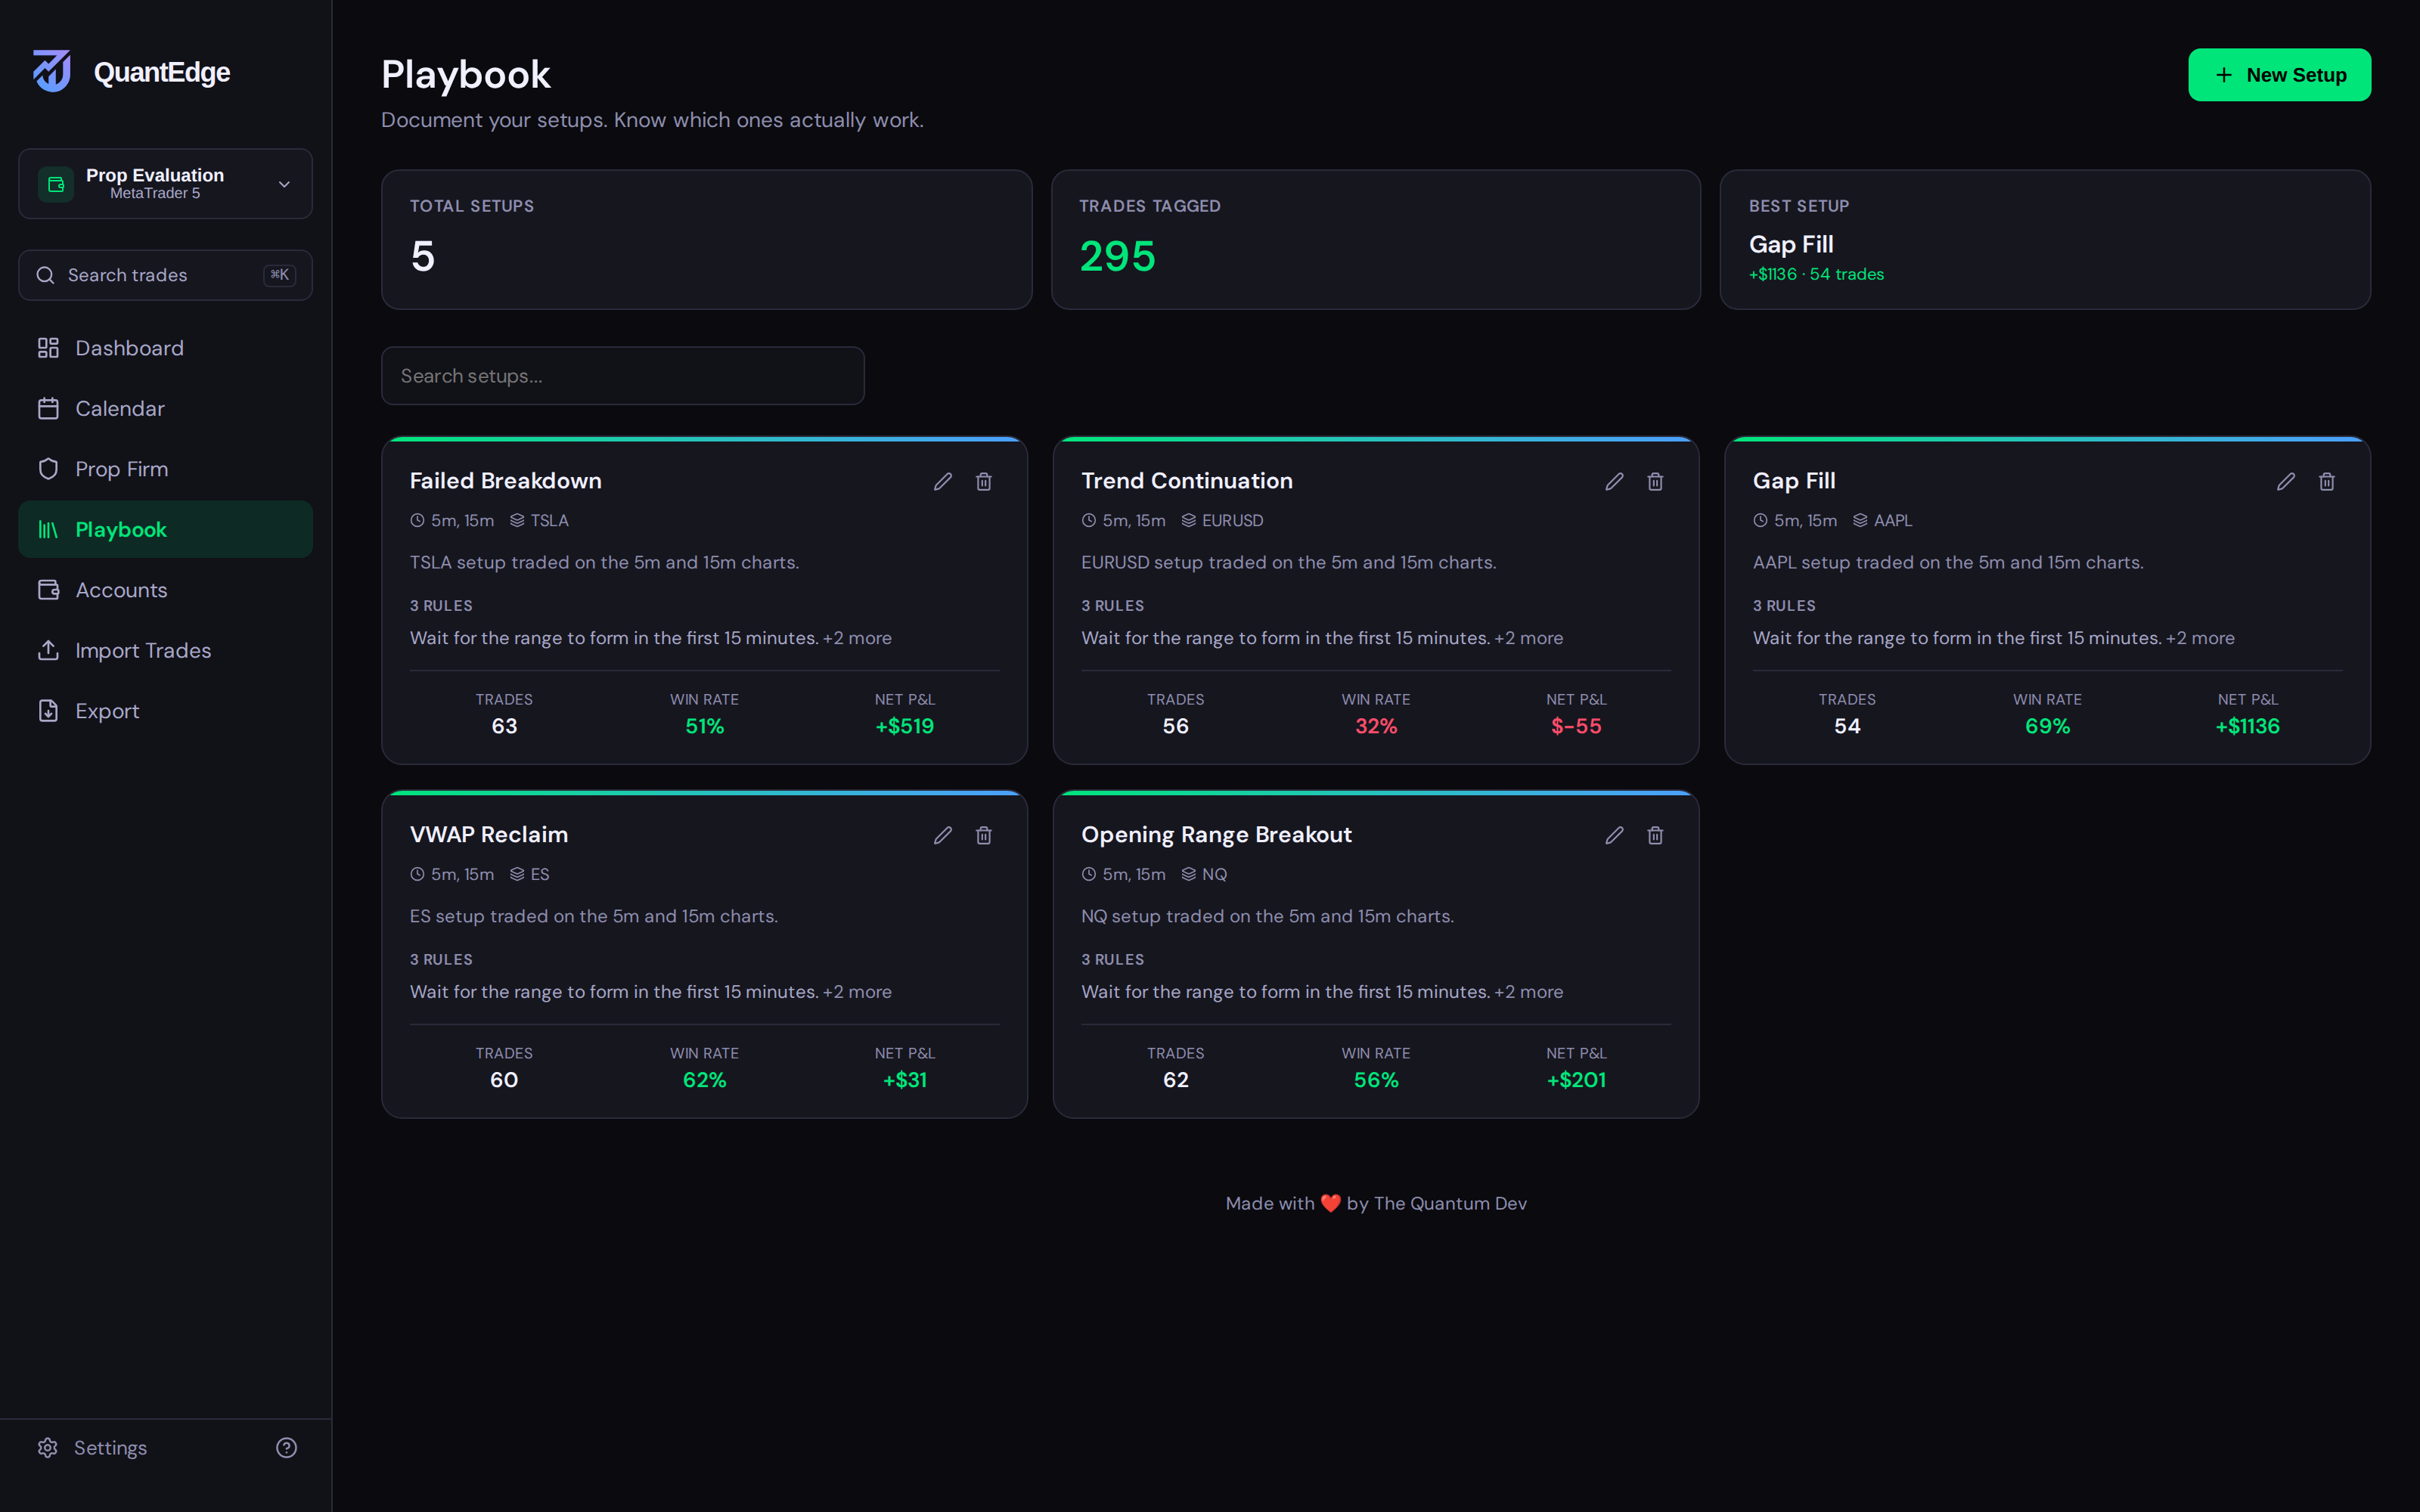 QuantEdge
Prop Evaluation
MetaTrader 5
Search trades
⌘K
Dashboard
Calendar
Prop Firm
Playbook
Accounts
Import Trades
Export
Settings
Playbook
Document your setups. Know which ones actually work.
New Setup
TOTAL SETUPS
5
TRADES TAGGED
295
BEST SETUP
Gap Fill
+$1136 · 54 trades
Search setups...
Failed Breakdown
5m, 15m TSLA
TSLA setup traded on the 5m and 15m charts.
3 RULES
Wait for the range to form in the first 15 minutes. +2 more
TRADES WIN RATE NET P&L
63 51% +$519
Trend Continuation
5m, 15m EURUSD
EURUSD setup traded on the 5m and 15m charts.
3 RULES
Wait for the range to form in the first 15 minutes. +2 more
TRADES WIN RATE NET P&L
56 32% $-55
Gap Fill
5m, 15m AAPL
AAPL setup traded on the 5m and 15m charts.
3 RULES
Wait for the range to form in the first 15 minutes. +2 more
TRADES WIN RATE NET P&L
54 69% +$1136
VWAP Reclaim
5m, 15m ES
ES setup traded on the 5m and 15m charts.
3 RULES
Wait for the range to form in the first 15 minutes. +2 more
TRADES WIN RATE NET P&L
60 62% +$31
Opening Range Breakout
5m, 15m NQ
NQ setup traded on the 5m and 15m charts.
3 RULES
Wait for the range to form in the first 15 minutes. +2 more
TRADES WIN RATE NET P&L
62 56% +$201
Made with ❤️ by The Quantum Dev